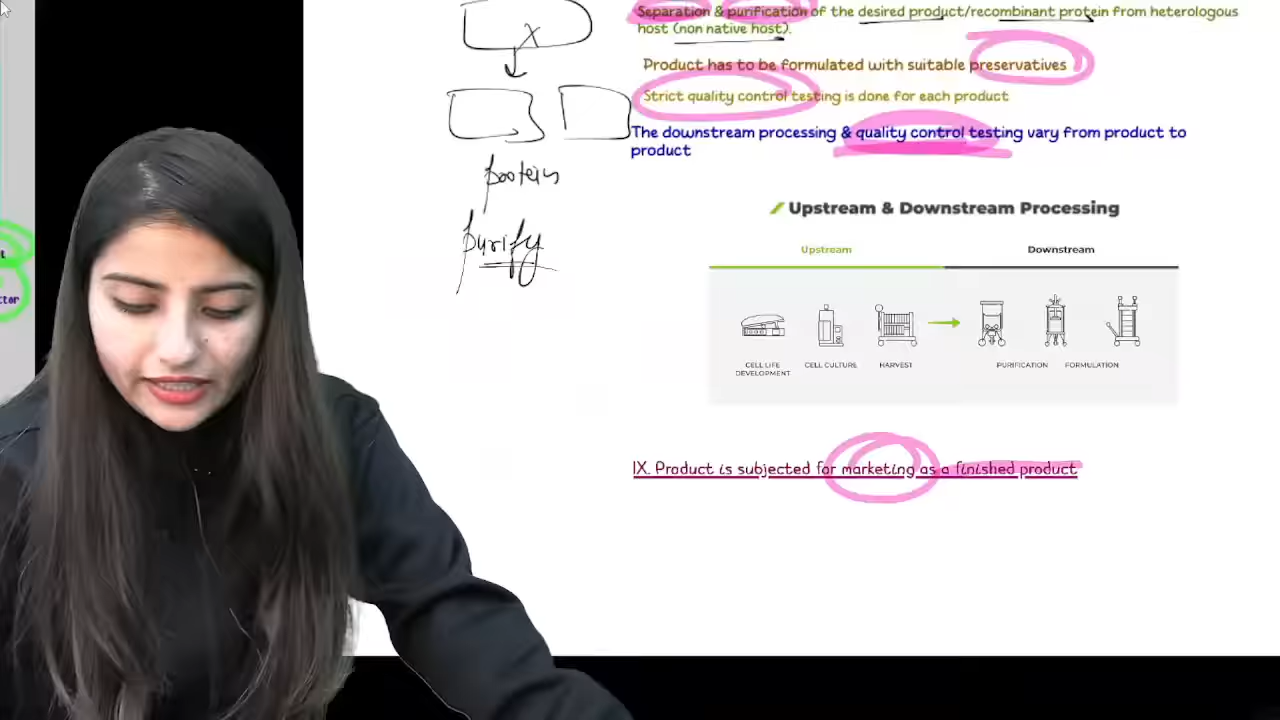 Separation & purification of the desired product/recombinant protein from heterologous
host (non native host).
Product has to be formulated with suitable preservatives
Strict quality control testing is done for each product
The downstream processing & quality control testing vary from product to
product
protein
purify
Upstream & Downstream Processing
Upstream
Downstream
CELL LIFE
DEVELOPMENT
CELL CULTURE
HARVEST
PURIFICATION
FORMULATION
IX. Product is subjected for marketing as a finished product